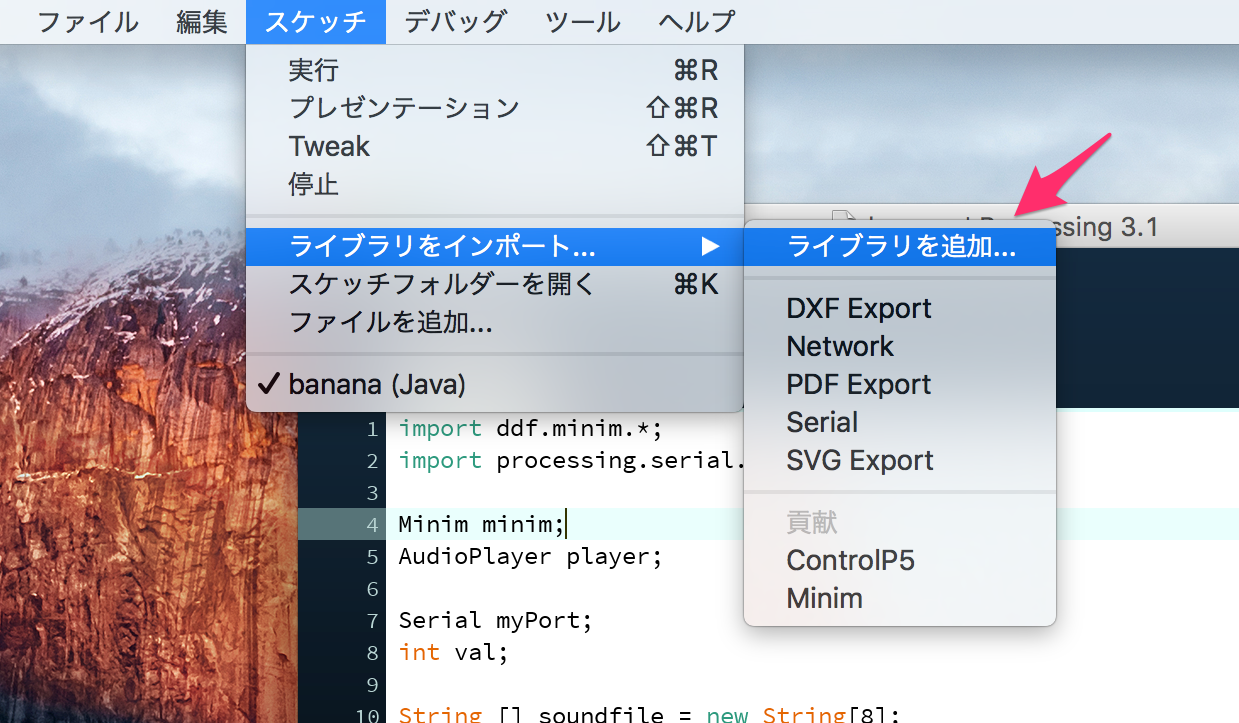 ファイル 編集 スケッチ デバッグ ツール ヘルプ
実行 ⌘R
プレゼンテーション ⇧⌘R
Tweak ⇧⌘T
停止
ライブラリをインポート... ▶
スケッチフォルダーを開く ⌘K
ファイルを追加...
✓ banana (Java)
3.1
ライブラリを追加...
DXF Export
Network
PDF Export
Serial
SVG Export
貢献
ControlP5
Minim
1 import ddf.minim.*;
2 import processing.serial.
3
4 Minim minim;
5 AudioPlayer player;
6
7 Serial myPort;
8 int val;
9
10 String [] soundfile = new String[8];